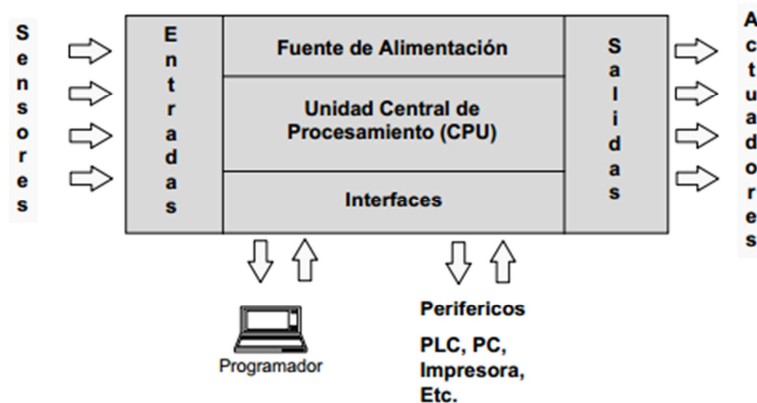 Sensores
Entradas
Fuente de Alimentación
Unidad Central de
Procesamiento (CPU)
Interfaces
Salidas
Actuadores
Programador
Perifericos
PLC, PC,
Impresora,
Etc.